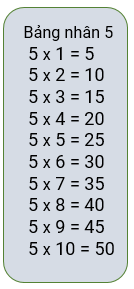 Bảng nhân 5
5 x 1 = 5
5 x 2 = 10
5 x 3 = 15
5 x 4 = 20
5 x 5 = 25
5 x 6 = 30
5 x 7 = 35
5 x 8 = 40
5 x 9 = 45
5 x 10 = 50